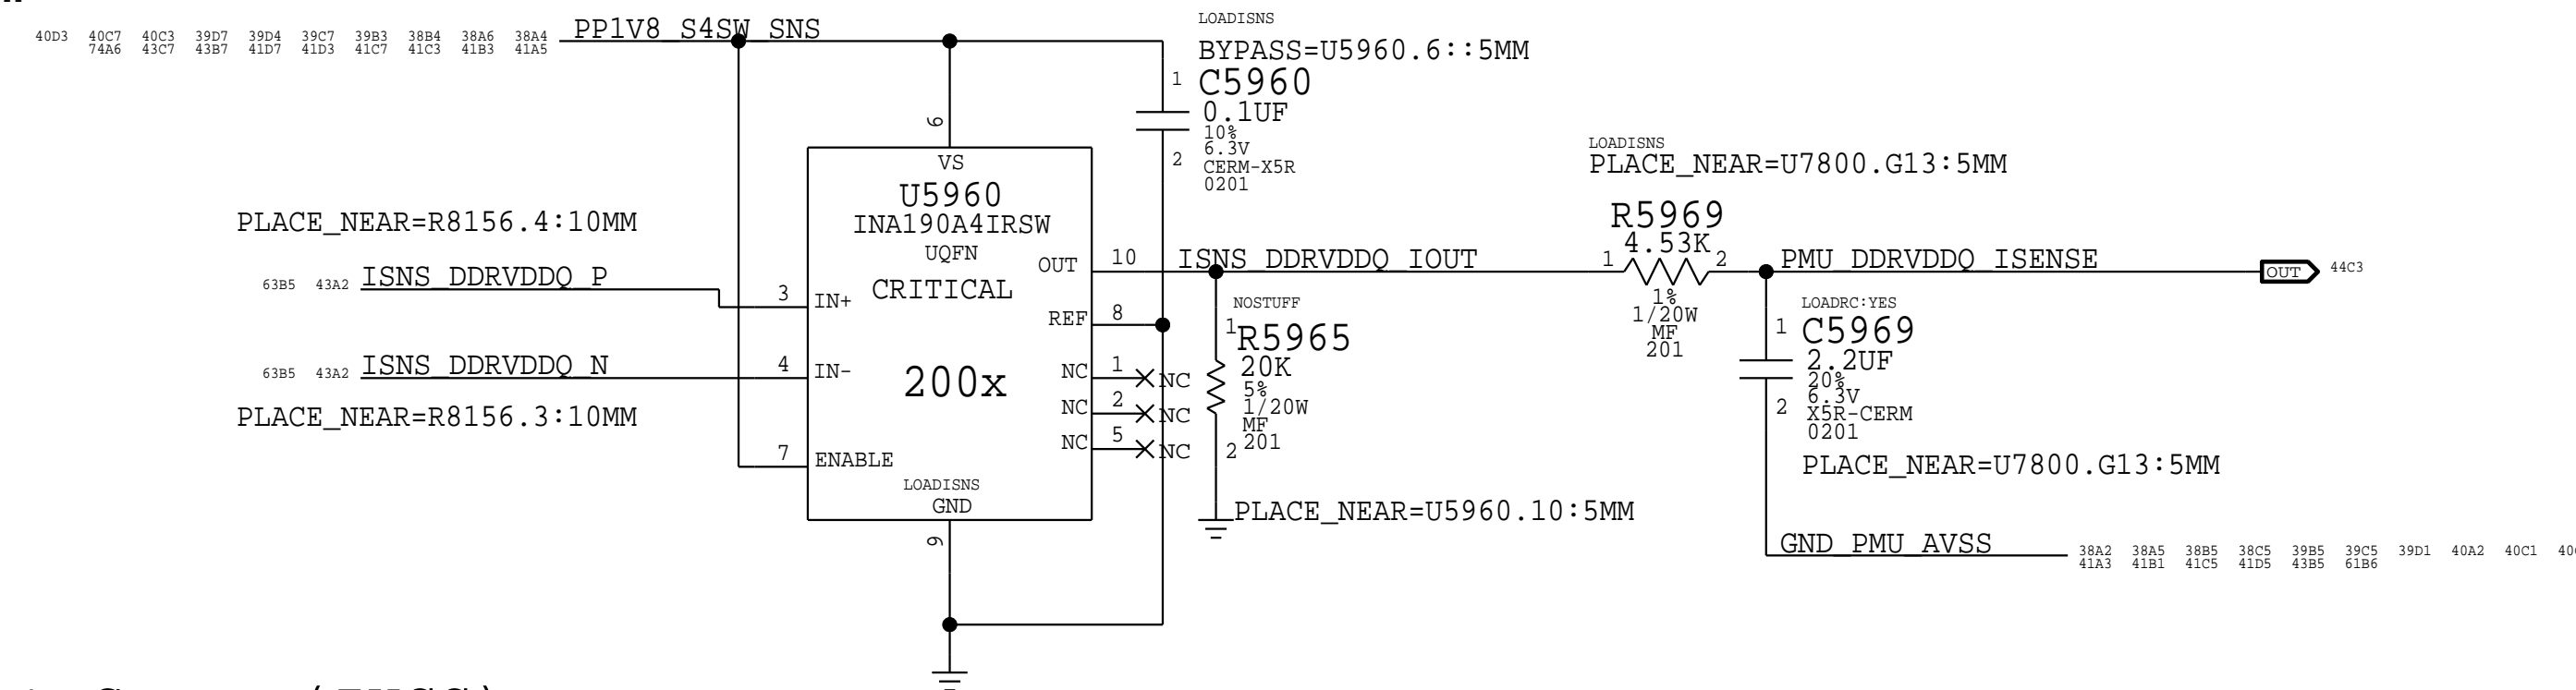 LOADISNS
PP1V8_S4SW_SNS
40D3 40C7 40C3 39D7 39D4 39C7 39B3 38B4 38A6 38A4
74A6 43C7 43B7 41D7 41D3 41C7 41C3 41B3 41A5
BYPASS=U5960.6::5MM
1
C5960
0.1UF
10%
6.3V
CERM-X5R
0201
2
6
VS
U5960
INA190A4IRSW
UQFN
CRITICAL
200x
LOADISNS
GND
9
PLACE_NEAR=R8156.4:10MM
63B5 43A2 ISNS_DDRVDDQ_P
3 IN+
63B5 43A2 ISNS_DDRVDDQ_N
4 IN-
PLACE_NEAR=R8156.3:10MM
7 ENABLE
OUT 10 ISNS_DDRVDDQ_IOUT
REF 8
NC 1 NC
NC 2 NC
NC 5 NC
NOSTUFF
1
R5965
20K
5%
1/20W
MF
201
2
PLACE_NEAR=U5960.10:5MM
LOADISNS
PLACE_NEAR=U7800.G13:5MM
R5969
4.53K
1 2
1%
1/20W
MF
201
PMU_DDRVDDQ_ISENSE
OUT 44C3
LOADRC:YES
1
C5969
2.2UF
20%
6.3V
X5R-CERM
0201
2
PLACE_NEAR=U7800.G13:5MM
GND_PMU_AVSS
38A2 38A5 38B5 38C5 39B5 39C5 39D1 40A2 40C1
41A3 41B1 41C5 41D5 43B5 61B6